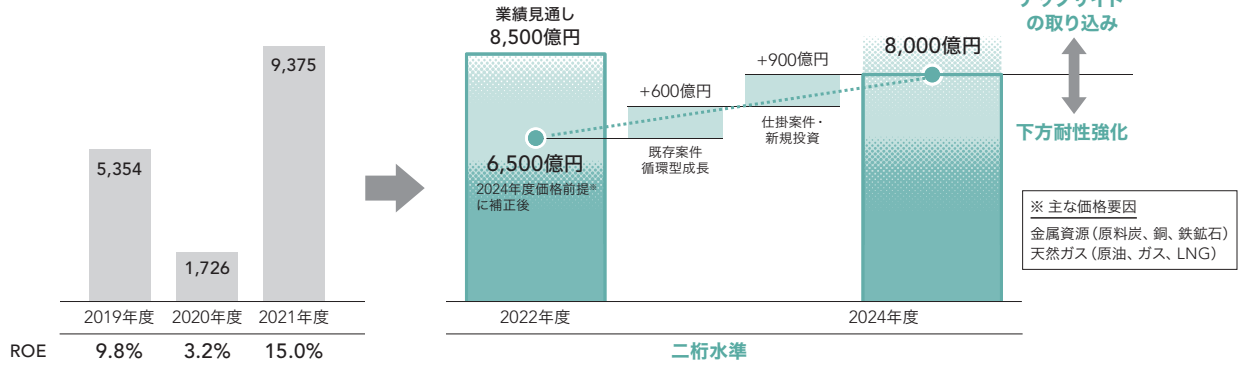 の取り込み
業績見通し
8,500億円
9,375
5,354
1,726
2019年度
2020年度
2021年度
ROE
9.8%
3.2%
15.0%
6,500億円
2024年度価格前提※
に補正後
+600億円
既存案件
循環型成長
+900億円
仕掛案件・
新規投資
8,000億円
下方耐性強化
※ 主な価格要因
金属資源（原料炭、銅、鉄鉱石）
天然ガス（原油、ガス、LNG）
2022年度
2024年度
二桁水準